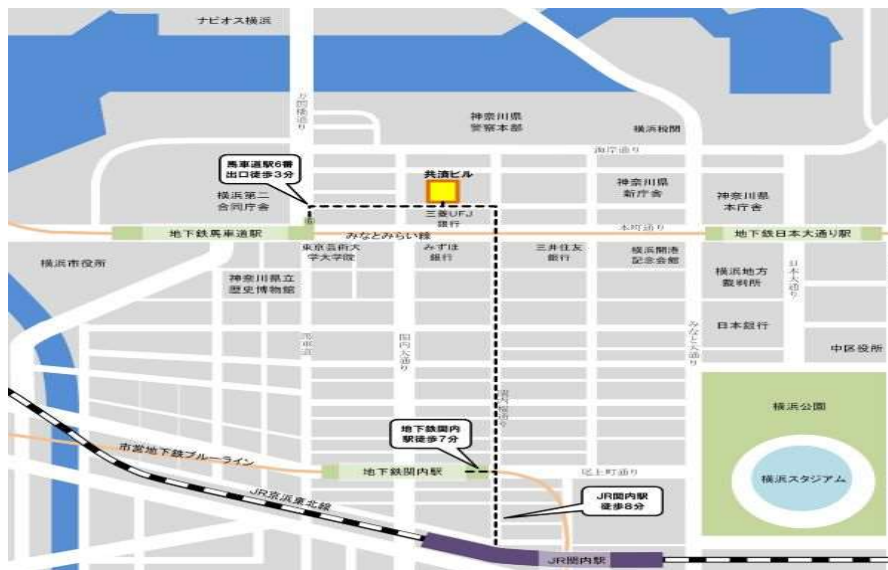 ナビオス横浜
万国橋通り
神奈川県
警察本部
横浜税関
海岸通り
馬車道駅6番
出口徒歩3分
共済ビル
横浜第二
合同庁舎
神奈川県
新庁舎
神奈川県
本庁舎
6
三菱UFJ
銀行
本町通り
地下鉄馬車道駅
みなとみらい線
地下鉄日本大通り駅
横浜市役所
東京芸術大
学大学院
みずほ
銀行
三井住友
銀行
横浜開港
記念会館
神奈川県立
歴史博物館
横浜地方
裁判所
日本大通り
日本銀行
馬車道
関内大通り
みなと大通り
中区役所
関内桜通り
横浜公園
地下鉄関内
駅徒歩7分
市営地下鉄ブルーライン
地下鉄関内駅
尾上町通り
横浜スタジアム
JR京浜東北線
JR関内駅
徒歩8分
JR関内駅